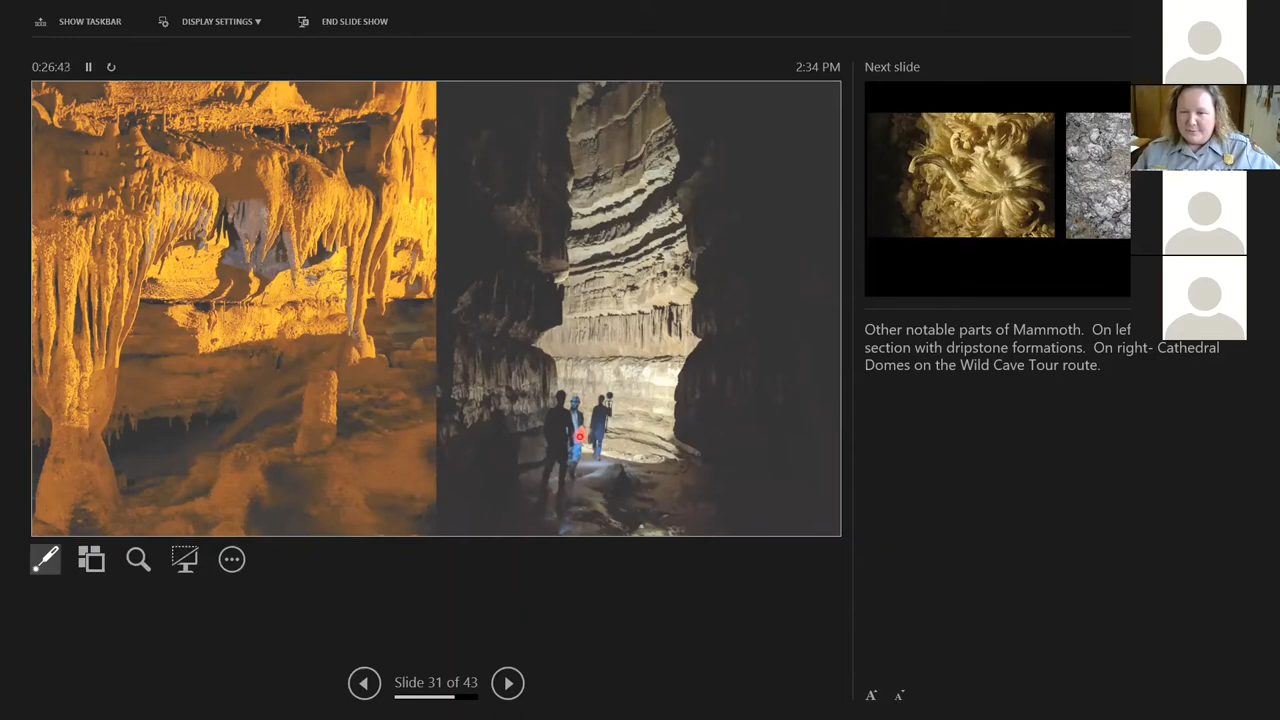 SHOW TASKBAR
DISPLAY SETTINGS ▼
END SLIDE SHOW
0:26:43
2:34 PM
Next slide
Other notable parts of Mammoth. On lef
section with dripstone formations. On right- Cathedral
Domes on the Wild Cave Tour route.
Slide 31 of 43
A
A